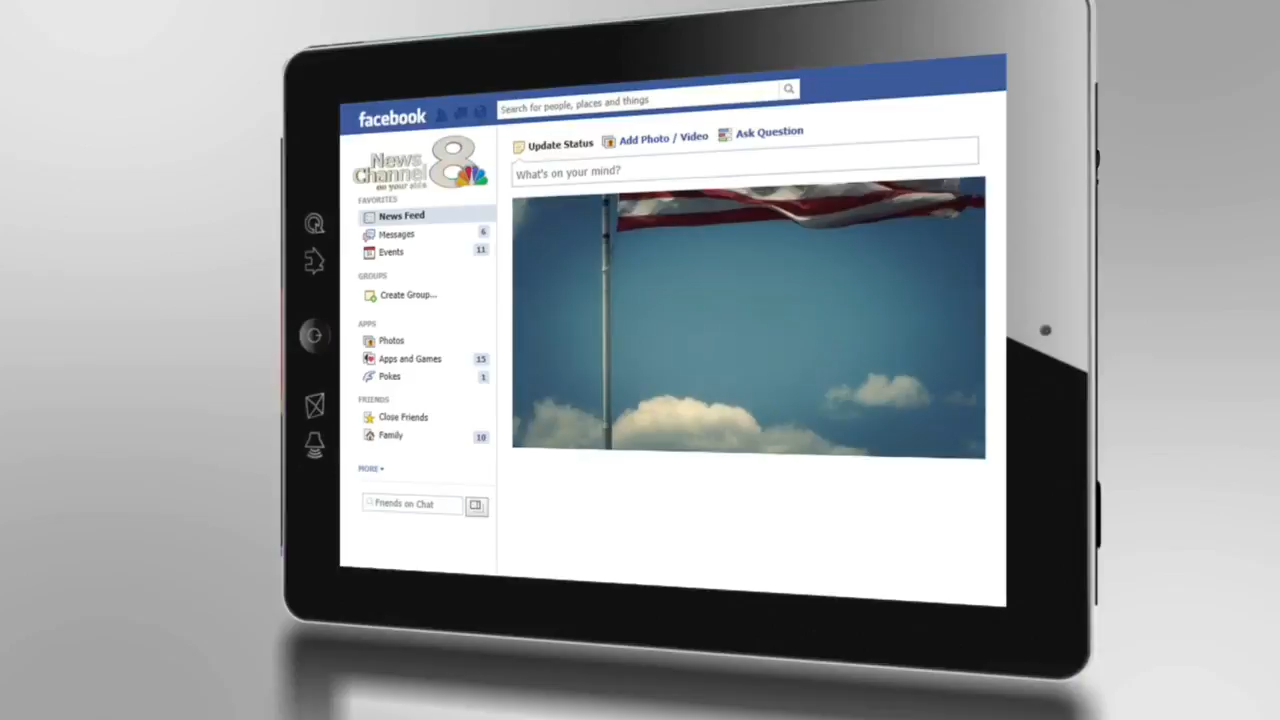 facebook
Search for people, places and things
News
Channel 8
on your side
Update Status
Add Photo / Video
Ask Question
What's on your mind?
FAVORITES
News Feed
Messages 6
Events 11
GROUPS
Create Group...
APPS
Photos
Apps and Games 15
Pokes 1
FRIENDS
Close Friends
Family 10
MORE
Friends on Chat